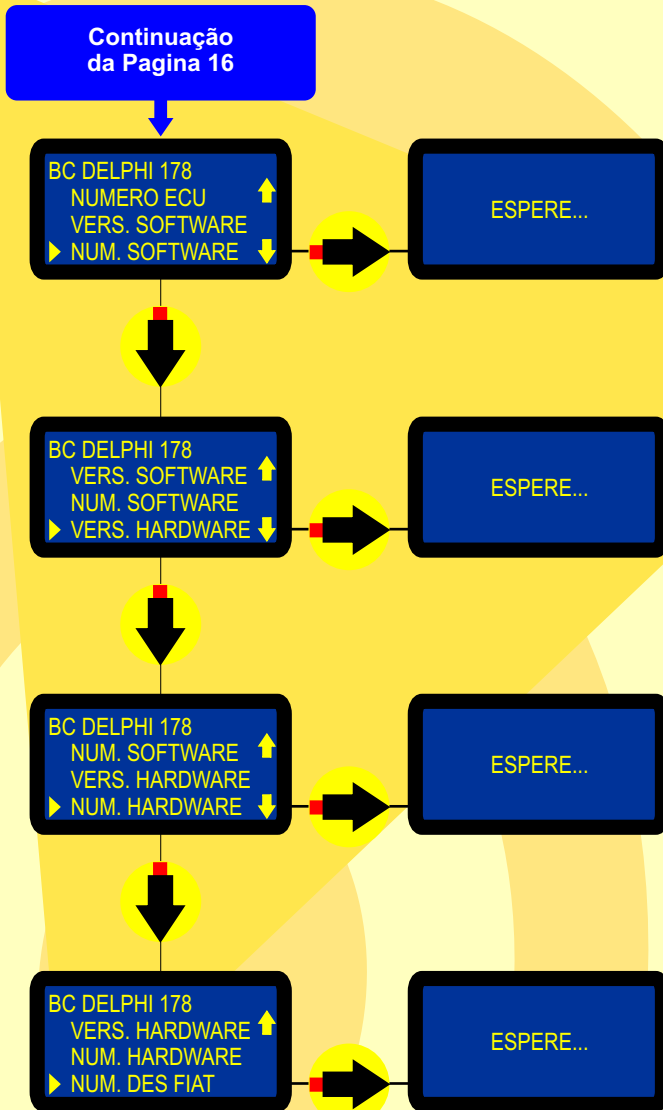 Continuação
da Pagina 16
BC DELPHI 178
NUMERO ECU
VERS. SOFTWARE
NUM. SOFTWARE
ESPERE...
BC DELPHI 178
VERS. SOFTWARE
NUM. SOFTWARE
VERS. HARDWARE
ESPERE...
BC DELPHI 178
NUM. SOFTWARE
VERS. HARDWARE
NUM. HARDWARE
ESPERE...
BC DELPHI 178
VERS. HARDWARE
NUM. HARDWARE
NUM. DES FIAT
ESPERE...